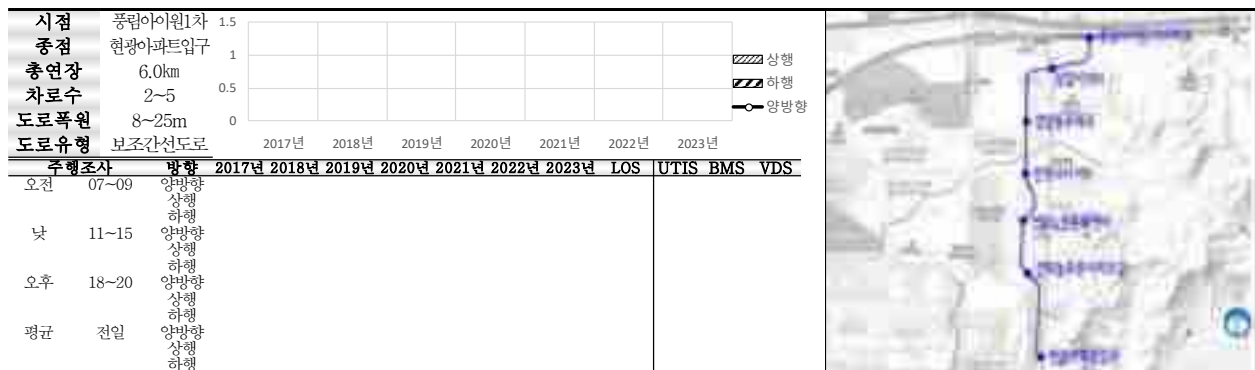 시점 풍림아이원1차
종점 현광아파트입구
총연장 6.0㎞
차로수 2~5
도로폭원 8~25m
도로유형 보조간선도로
1.5
1
0.5
0
2017년 2018년 2019년 2020년 2021년 2022년 2023년
상행
하행
양방향
주행조사 방향 2017년 2018년 2019년 2020년 2021년 2022년 2023년 LOS UTIS BMS VDS
오전 07~09 양방향
상행
하행
낮 11~15 양방향
상행
하행
오후 18~20 양방향
상행
하행
평균 전일 양방향
상행
하행